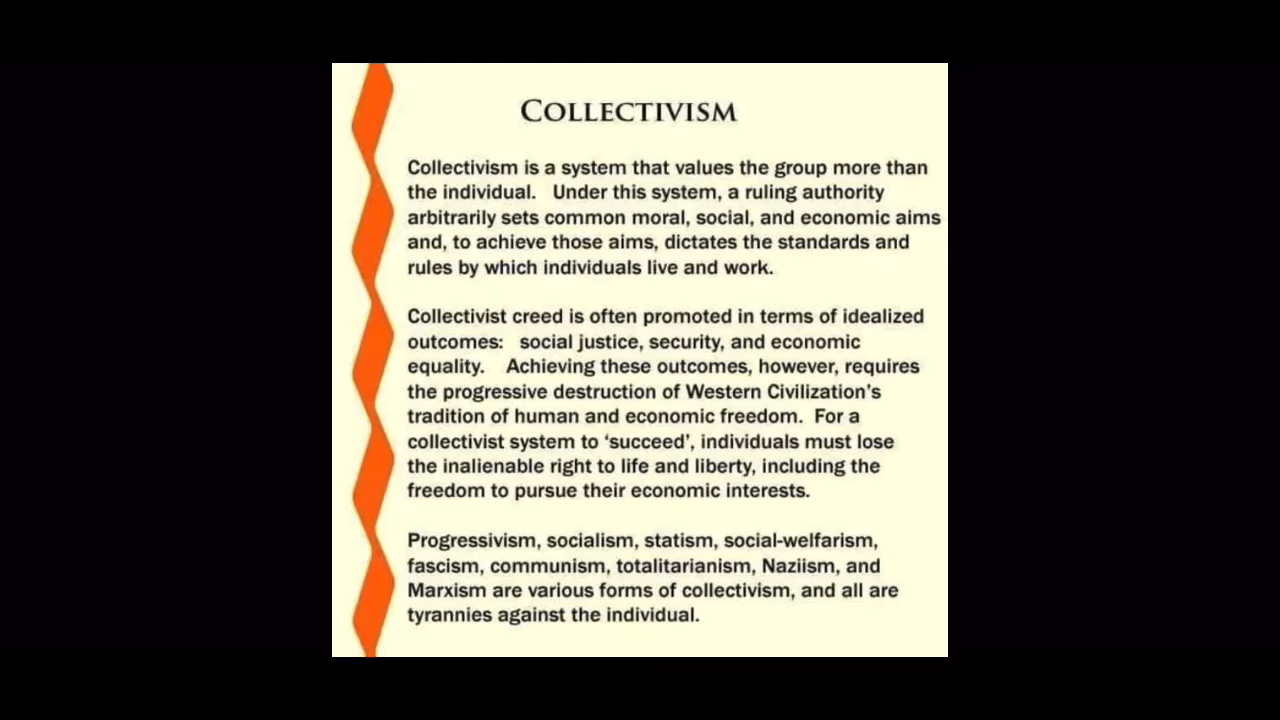 COLLECTIVISM
Collectivism is a system that values the group more than
the individual.   Under this system, a ruling authority
arbitrarily sets common moral, social, and economic aims
and, to achieve those aims, dictates the standards and
rules by which individuals live and work.
Collectivist creed is often promoted in terms of idealized
outcomes:   social justice, security, and economic
equality.    Achieving these outcomes, however, requires
the progressive destruction of Western Civilization's
tradition of human and economic freedom.  For a
collectivist system to ‘succeed’, individuals must lose
the inalienable right to life and liberty, including the
freedom to pursue their economic interests.
Progressivism, socialism, statism, social-welfarism,
fascism, communism, totalitarianism, Naziism, and
Marxism are various forms of collectivism, and all are
tyrannies against the individual.